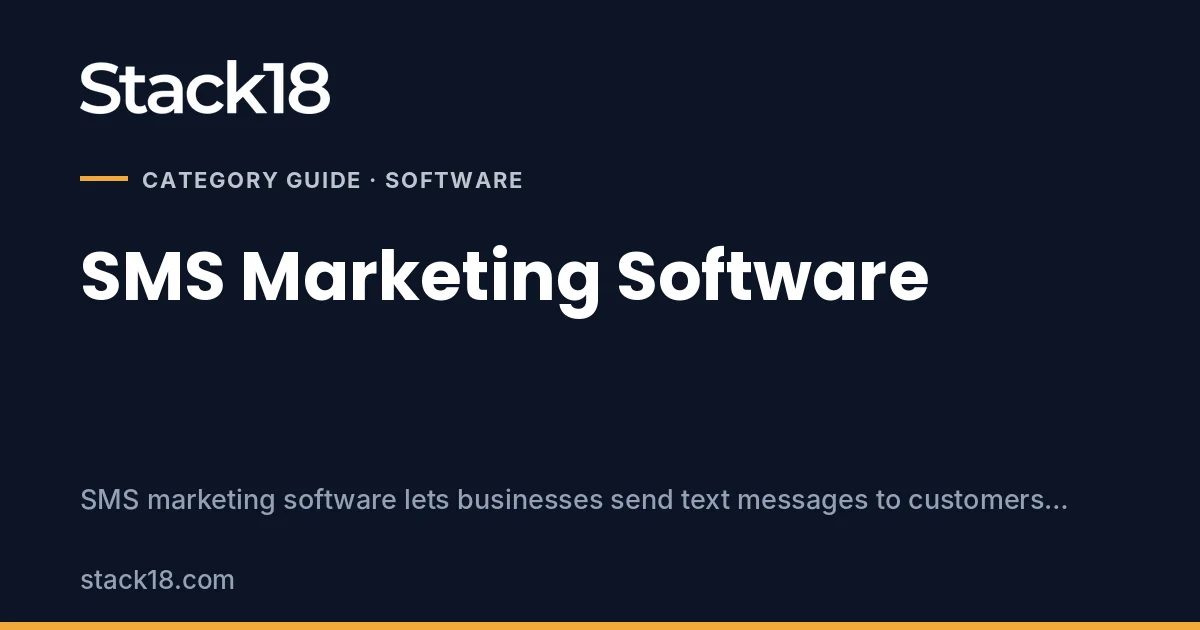 Stack18
CATEGORY GUIDE · SOFTWARE
SMS Marketing Software
SMS marketing software lets businesses send text messages to customers...
stack18.com